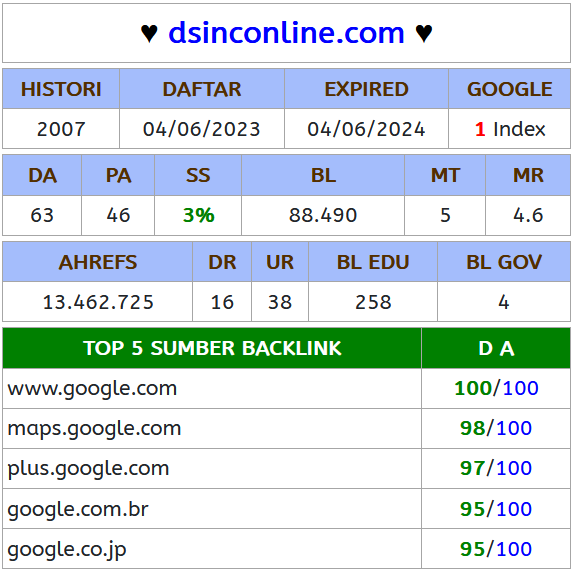 ♥ dsinconline.com ♥
HISTORI DAFTAR EXPIRED GOOGLE
2007 04/06/2023 04/06/2024 1 Index
DA PA SS BL MT MR
63 46 3% 88.490 5 4.6
AHREFS DR UR BL EDU BL GOV
13.462.725 16 38 258 4
TOP 5 SUMBER BACKLINK D A
www.google.com 100/100
maps.google.com 98/100
plus.google.com 97/100
google.com.br 95/100
google.co.jp 95/100